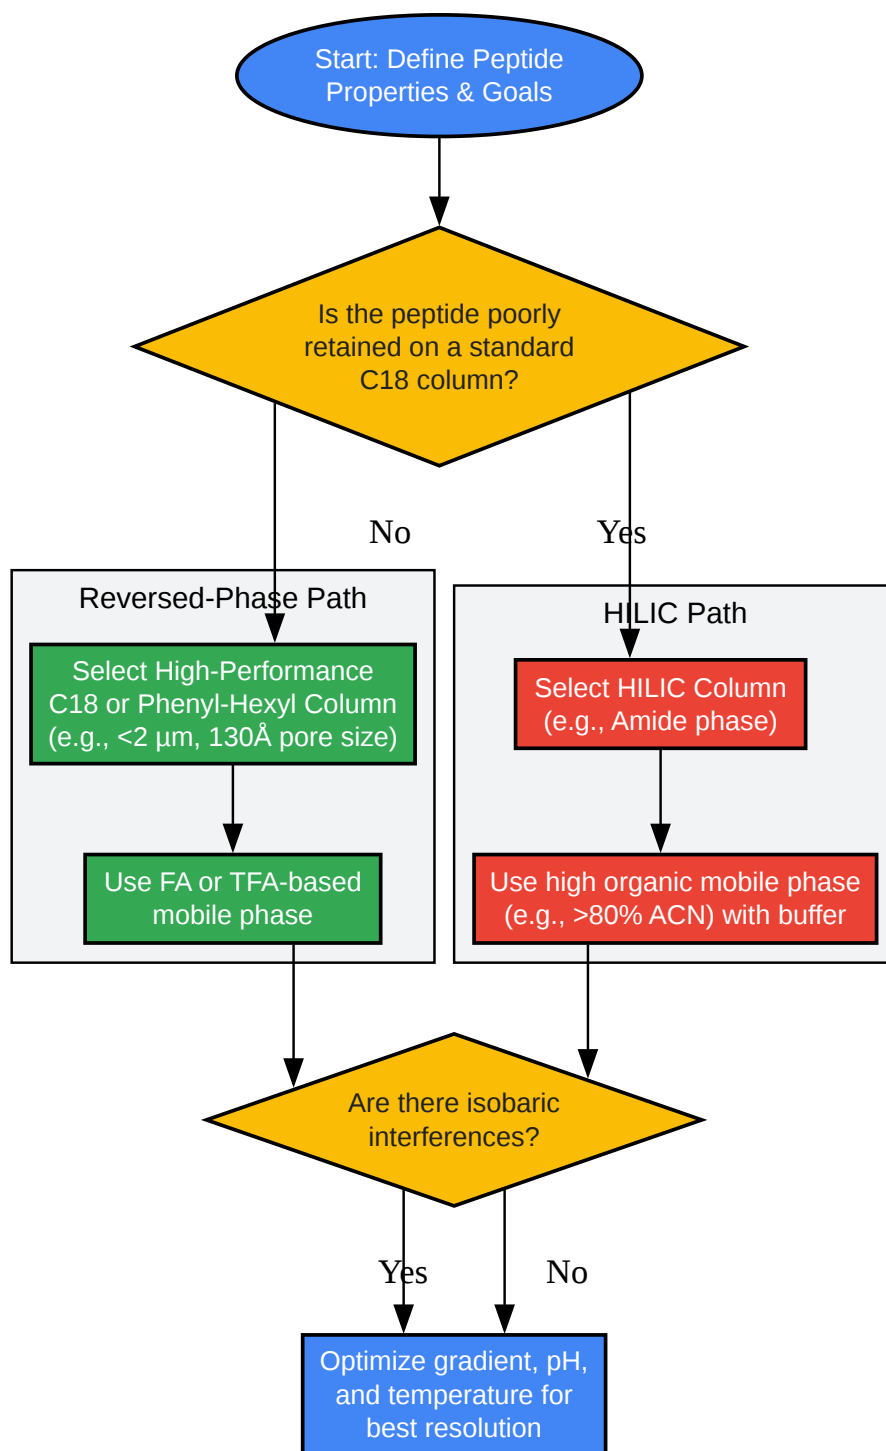 Start: Define Peptide
Properties & Goals
Is the peptide poorly
retained on a standard
C18 column?
No
Yes
Reversed-Phase Path
HILIC Path
Select High-Performance
C18 or Phenyl-Hexyl Column
(e.g., <2 µm, 130Å pore size)
Select HILIC Column
(e.g., Amide phase)
Use FA or TFA-based
mobile phase
Use high organic mobile phase
(e.g., >80% ACN) with buffer
Are there isobaric
interferences?
Yes
No
Optimize gradient, pH,
and temperature for
best resolution